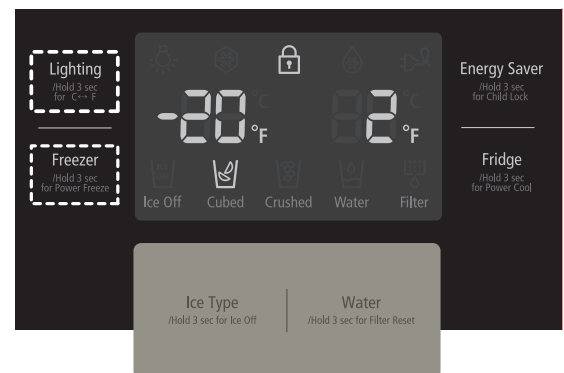 Lighting
/Hold 3 sec
for C↔F
Energy Saver
/Hold 3 sec
for Child Lock
-20 °C °F
2 °C °F
Freezer
/Hold 3 sec
for Power Freeze
Fridge
/Hold 3 sec
for Power Cool
Ice Off Cubed Crushed Water Filter
Ice Type
/Hold 3 sec for Ice Off
Water
/Hold 3 sec for Filter Reset